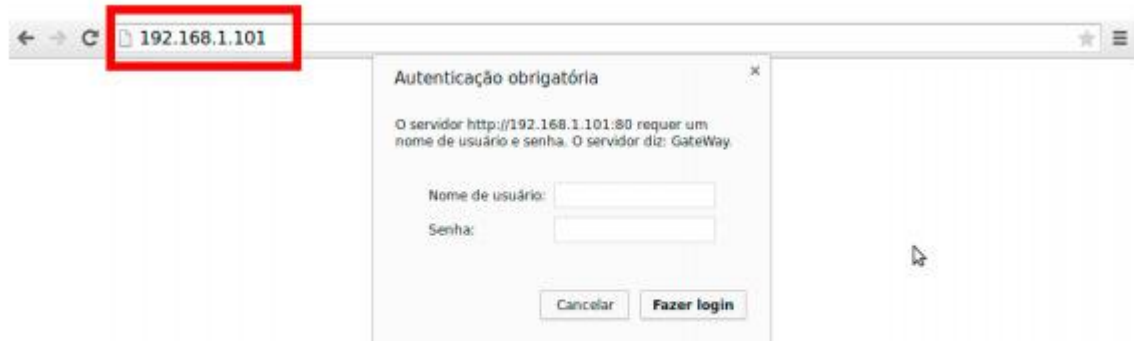 192.168.1.101
Autenticação obrigatória
O servidor http://192.168.1.101:80 requer um
nome de usuário e senha. O servidor diz: GateWay.
Nome de usuário:
Senha:
Cancelar
Fazer login